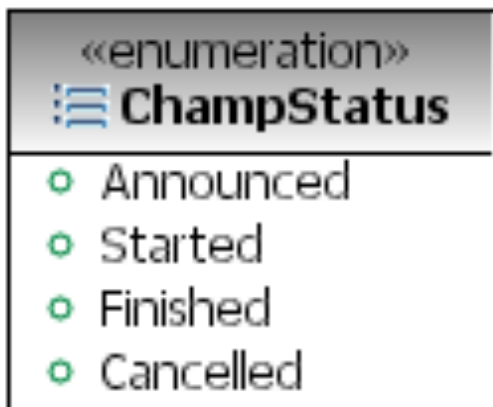 «enumeration»
ChampStatus
Announced
Started
Finished
Cancelled